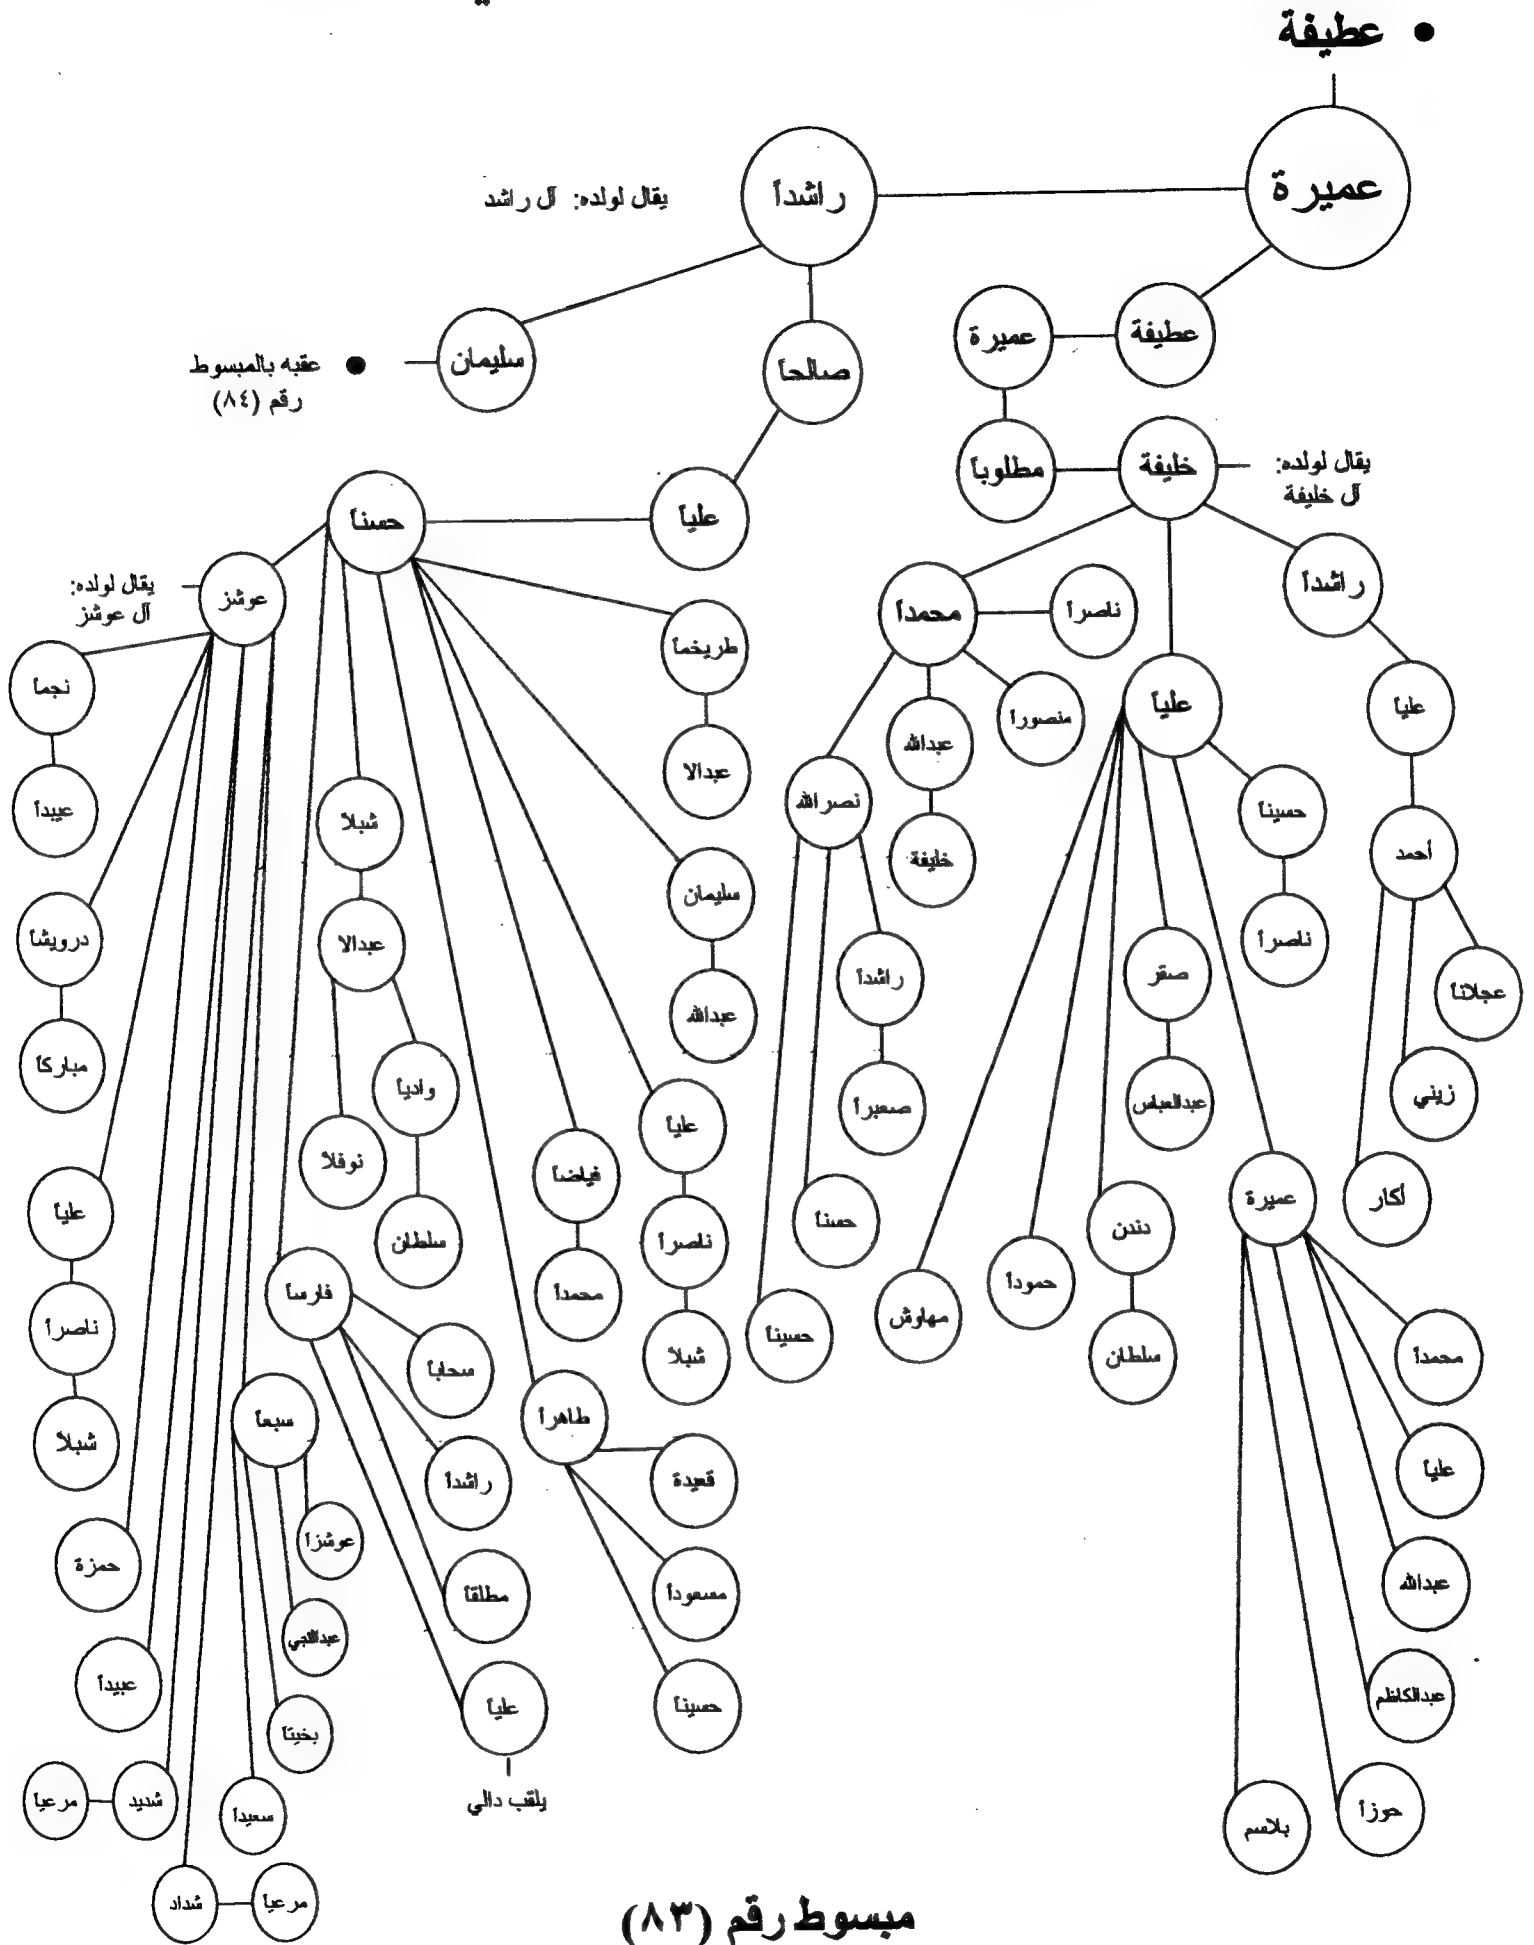 عطيفة
عميرة
راشداً
يقال لولده: آل راشد
عطيفة
عميرة
صالحاً
سليمان
عقبه بالمبسوط
رقم (٨٤)
مطلوباً
خليفة
يقال لولده:
آل خليفة
علياً
حسناً
عوشز
يقال لولده:
آل عوشز
راشداً
محمداً
ناصراً
علياً
علياً
منصوراً
عبدالله
نصرالله
خليفة
حسيناً
ناصراً
أحمد
عجلاناً
زيني
أكار
صقر
عبدالعباس
راشداً
صعبراً
حسناً
حسيناً
مهاوش
حموداً
دندن
سلطان
عميرة
محمداً
علياً
عبدالله
عبدالكاظم
حوزاً
بلاسم
طريخماً
عبدالا
سليمان
عبدالله
علياً
ناصراً
شبلاً
فياضاً
محمداً
طاهراً
قعيدة
مسعوداً
حسيناً
شبلاً
عبدالا
وادياً
نوفلاً
سلطان
فارساً
سحاباً
راشداً
مطلقاً
علياً
يلقب دالي
نجماً
عبيداً
درويشاً
مباركاً
علياً
ناصراً
شبلاً
حمزة
عبيداً
سبعاً
عوشزاً
بخيتاً
سعيداً
شديد
مرعيا
شداد
مرعيا
مبسوط رقم (٨٣)